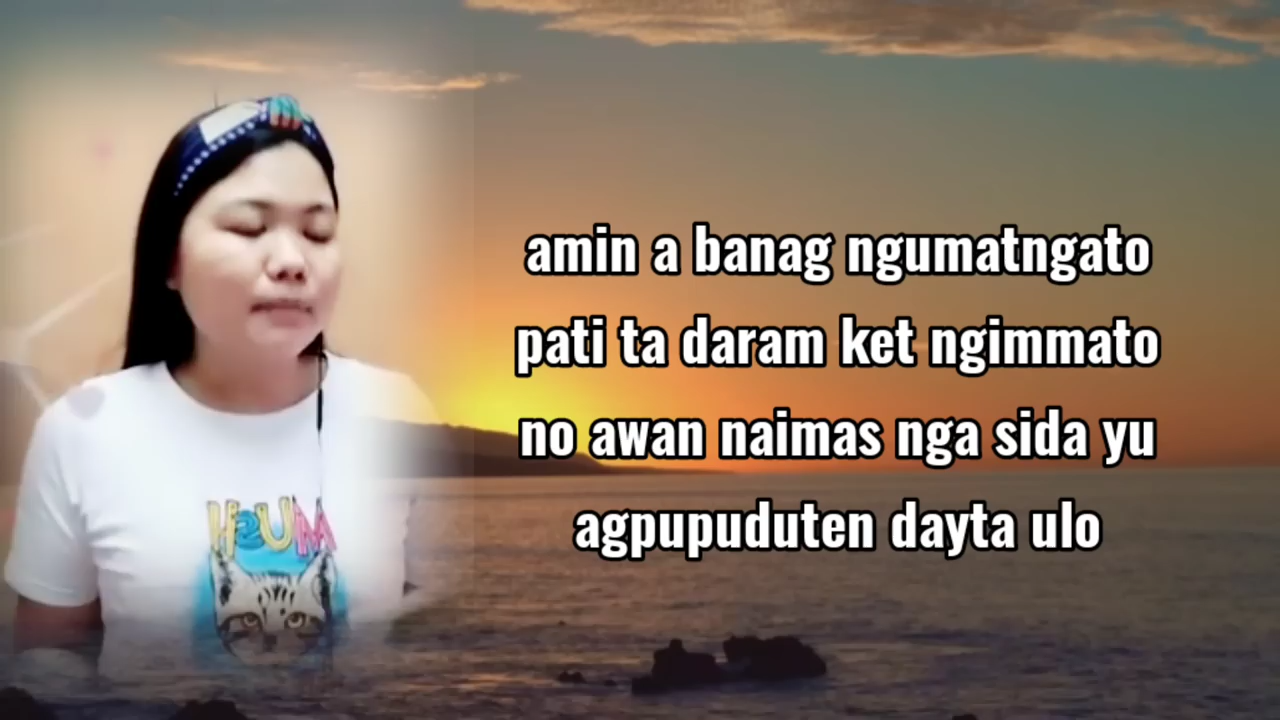 amin a banag ngumatngato
pati ta daram ket ngimmato
no awan naimas nga sida yu
agpupuduten dayta ulo